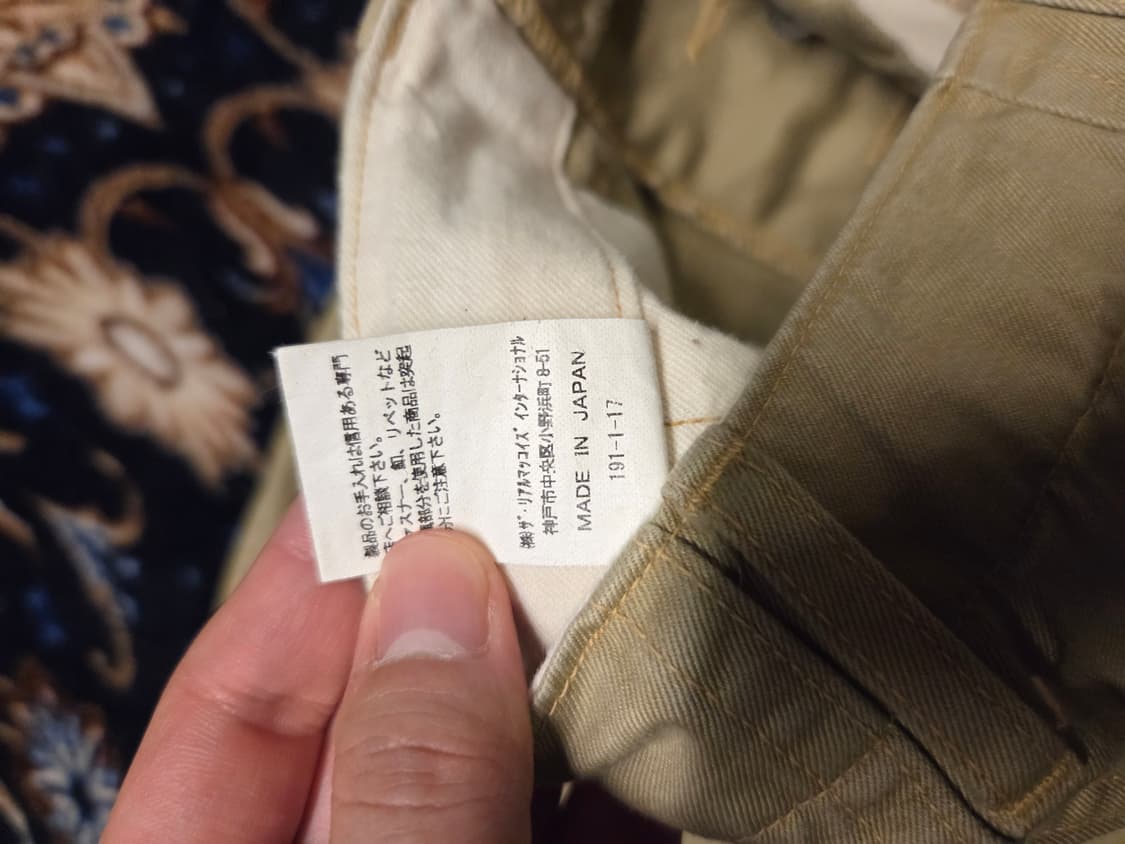 製品のお手入れは信用ある専門
店へご相談下さい。
ァスナー、釦、リベットなど
部分を使用した商品は突起
分にご注意下さい。
㈱ザ・リアルマッコイズ インターナショナル
神戸市中央区小野浜町8-51
MADE IN JAPAN
191-1-17